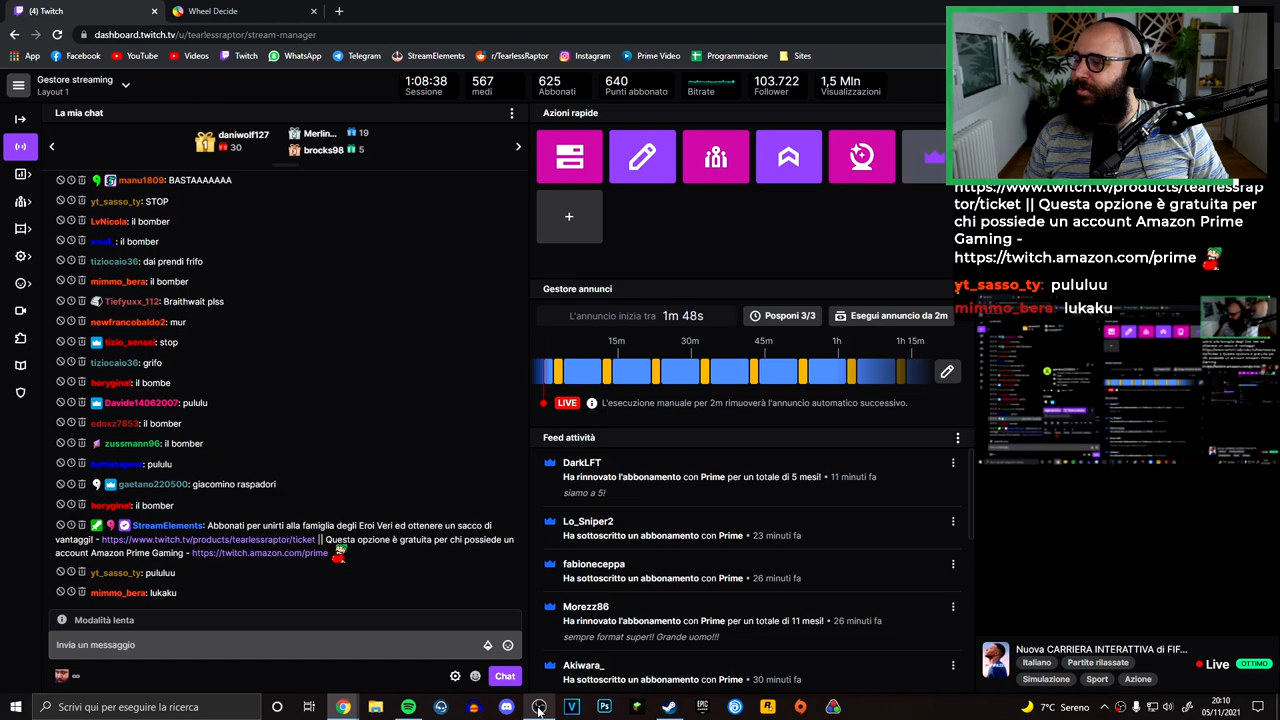 (4) Twitch
Wheel Decide
dashboard.twitch.tv/u/tearlessraptor/stream-manager
App
Facebook
YouTube
Videos
Twitch
WhatsApp
Telegram
StreamElements
r/TearlessRaptor
Instagram
Prime Video
Programmazione
Sites
Gestore streaming
Layout 1
1:08:38
Sessione
567
medi
625
Abbonati
640
Punti abbonato
Bitrate
103.722
Follower
1,5 Mln
Visualizzazioni
La mia chat
daniwolf127
30
Merlin... 19
brocks98 5
manu1809: BASTAAAAAA
yt_sasso_ty: STOP
LvNicola: il bomber
: il bomber
tiziocaio36: dai prendi frifo
mimmo_bera: il bomber
Tiefyuxx_112: Braithwait plss
newfrancobaldo2: mur
tizio_sensei: stop
tiziocaio36: grifo
horyginal: il bombe
Davide14062007: pululu
edoxz7853: il bomber
zussmann96: il bomber
: pululu
gaetano220500: giacomino raspadori
horyginal: il bomber
StreamElements: Abbonati per unirti alla famiglia degli Eroi Veri ed ottenere un sacco di
vantaggi! - https://www.twitch.tv/products/tearlessraptor/ticket || Questa opzione è gratuita per chi possiede un
account Amazon Prime Gaming - https://twitch.amazon.com/prime
yt_sasso_ty: pululuu
mimmo_bera: lukaku
Modalità lenta
Invia un messaggio
∞
Chat
Azioni rapide
Gestore annunci
L'annuncio inizia tra 1m 48s
Posponi 3/3
Esegui annuncio da 2m
15m
30m
45m
1h
1h 15m
LIVE
L'esecuzione manuale per 2m rimuoverà l'annuncio automatico successivo.
Feed attività
DarkLFT
Ha rinnovato l'abbonamento con Prime per un totale di 5 mesi! • 11 minuti fa
siamo a 5!
Lo_Sniper2
Ha sottoscritto un abbonamento con Prime • 23 minuti fa
fabioneceppa
Ha sottoscritto un abbonamento con Prime • 26 minuti fa
Morezz86
Ha rinnovato l'abbonamento con Prime per un totale di 11 mesi! • 26 minuti fa
sempre format super!! Grande uomo!!!
Akiwara_
Ha sottoscritto un abbonamento con Prime • 30 minuti fa
https://www.twitch.tv/products/tearlessrap
tor/ticket || Questa opzione è gratuita per
chi possiede un account Amazon Prime
Gaming -
https://twitch.amazon.com/prime
yt_sasso_ty: pululuu
mimmo_bera: lukaku
Nuova CARRIERA INTERATTIVA di FIF...
Italiano
Partite rilassate
Simulazione
Sport
Azione
Live
OTTIMO
Scrivi qui per eseguire la ricerca
7°C Sereno
20:10
05/11/2021